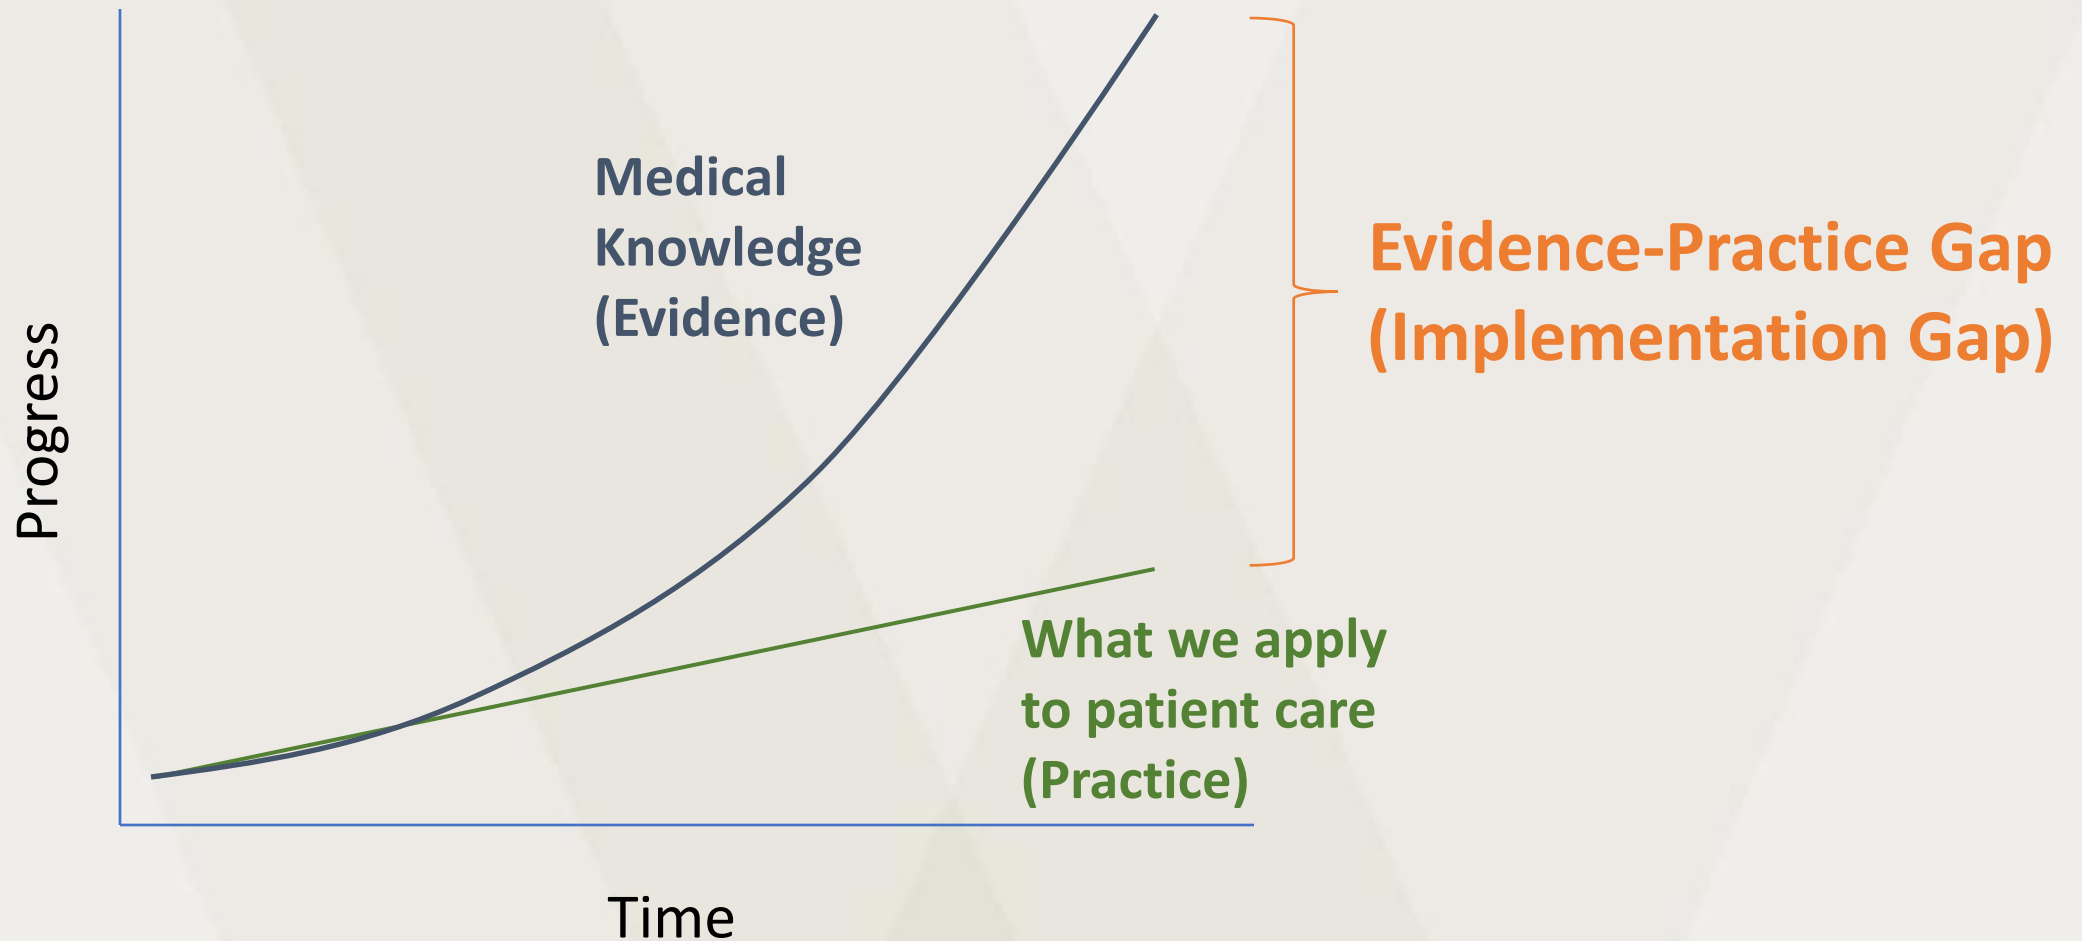 Progress
Medical
Knowledge
(Evidence)
Evidence-Practice Gap
(Implementation Gap)
What we apply
to patient care
(Practice)
Time